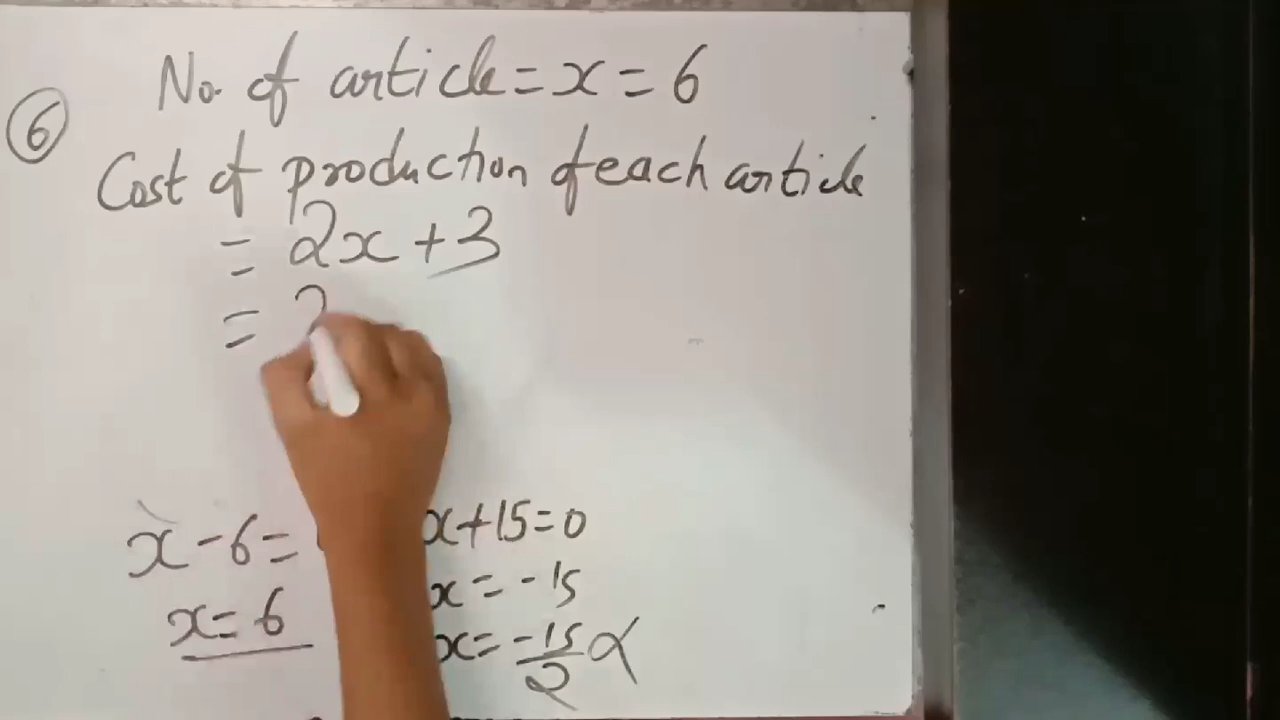 No. of article = x = 6
6
Cost of production of each article
= 2x + 3
= 2
x - 6 =
x + 15 = 0
x = 6
x = -15
x = -15/2